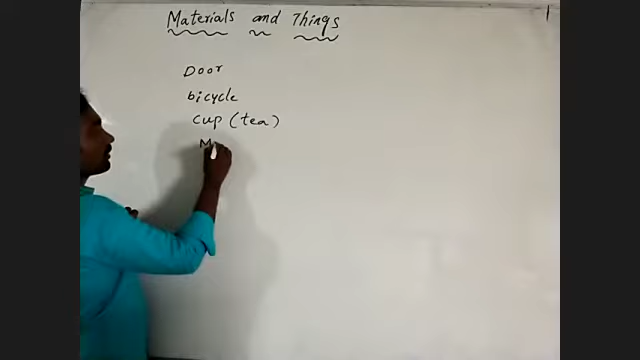 Materials and Things
Door
bicycle
cup (tea)
M